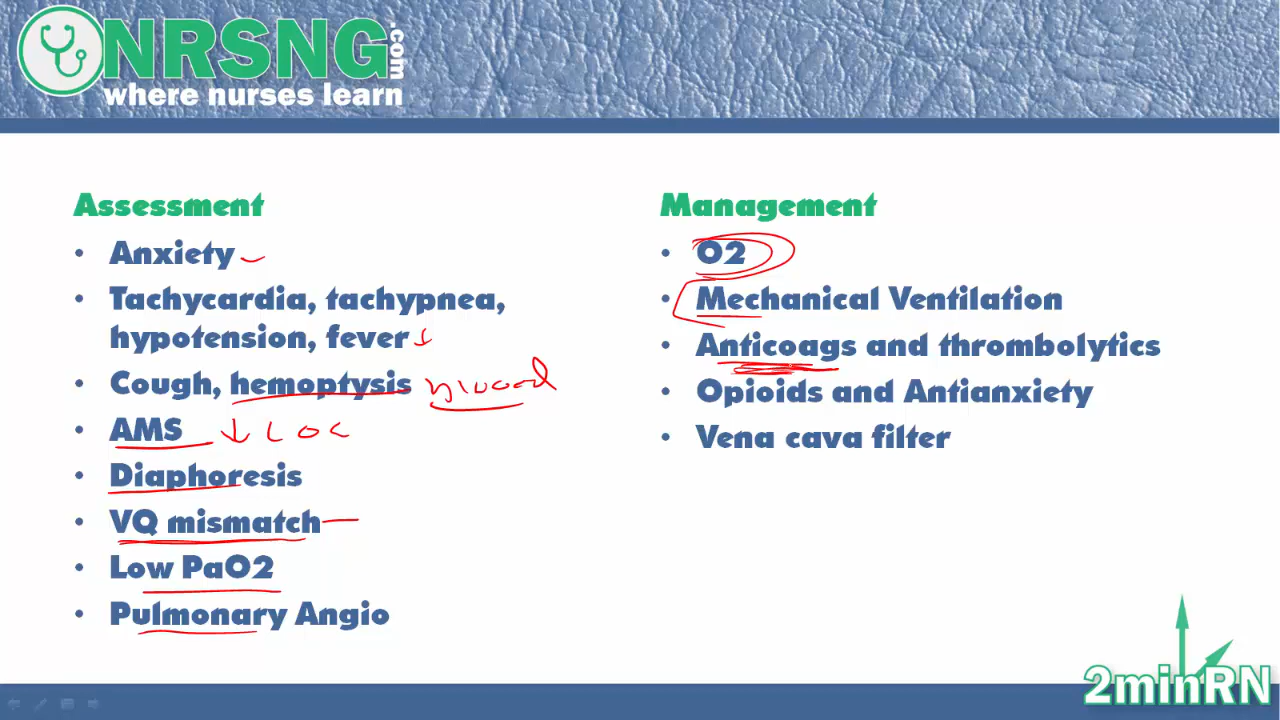 NRSNG.com
where nurses learn
Assessment
• Anxiety
• Tachycardia, tachypnea,
hypotension, fever ↓
• Cough, hemoptysis blood
• AMS ↓ LOC
• Diaphoresis
• VQ mismatch
• Low PaO2
• Pulmonary Angio
Management
• O2
• Mechanical Ventilation
• Anticoags and thrombolytics
• Opioids and Antianxiety
• Vena cava filter
2minRN